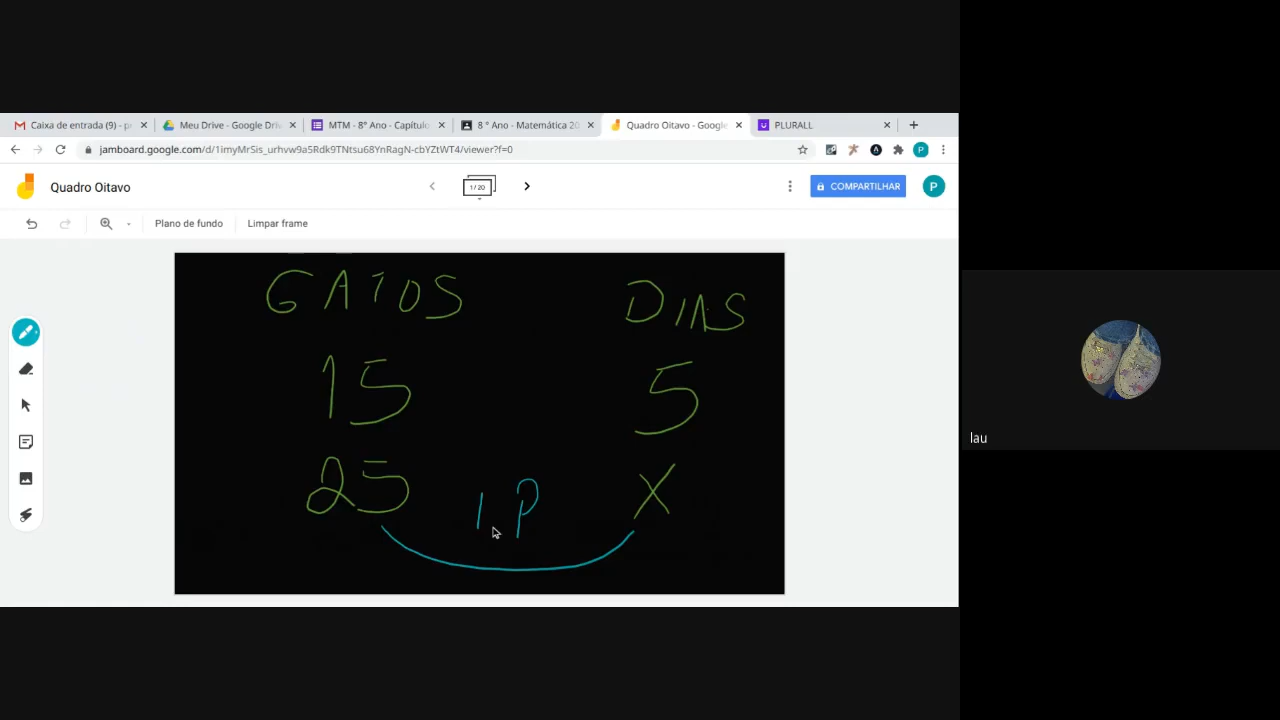 Caixa de entrada (9) - p
Meu Drive - Google Dri
MTM - 8° Ano - Capítulo
8 ° Ano - Matemática 20
Quadro Oitavo - Google
PLURALL
jamboard.google.com/d/1imyMrSis_urhvw9a5Rdk9TNtsu68YnRagN-cbYZtWT4/viewer?f=0
Quadro Oitavo
1 / 20
COMPARTILHAR
P
Plano de fundo
Limpar frame
GATOS DIAS
15 5
25 I.P X
lau